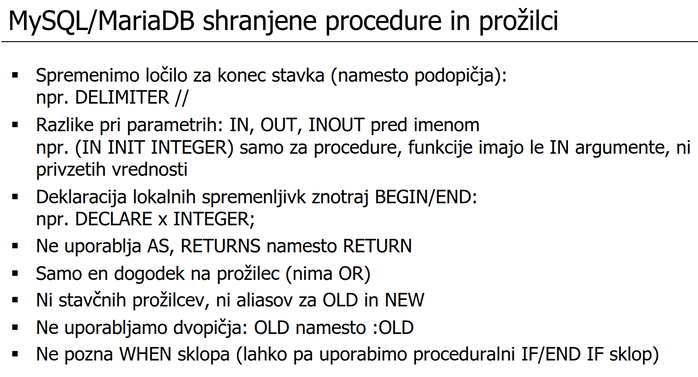 MySQL/MariaDB shranjene procedure in prožilci
▪ Spremenimo ločilo za konec stavka (namesto podopičja):
npr. DELIMITER //
▪ Razlike pri parametrih: IN, OUT, INOUT pred imenom
npr. (IN INIT INTEGER) samo za procedure, funkcije imajo le IN argumente, ni
privzetih vrednosti
▪ Deklaracija lokalnih spremenljivk znotraj BEGIN/END:
npr. DECLARE x INTEGER;
▪ Ne uporablja AS, RETURNS namesto RETURN
▪ Samo en dogodek na prožilec (nima OR)
▪ Ni stavčnih prožilcev, ni aliasov za OLD in NEW
▪ Ne uporabljamo dvopičja: OLD namesto :OLD
▪ Ne pozna WHEN sklopa (lahko pa uporabimo proceduralni IF/END IF sklop)